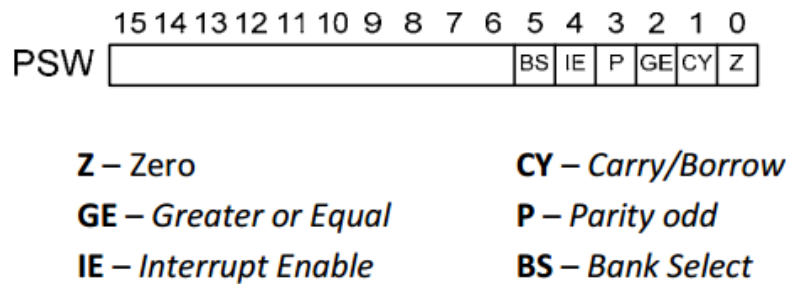 15 14 13 12 11 10 9 8 7 6 5 4 3 2 1 0
PSW BS IE P GE CY Z
Z – Zero CY – Carry/Borrow
GE – Greater or Equal P – Parity odd
IE – Interrupt Enable BS – Bank Select